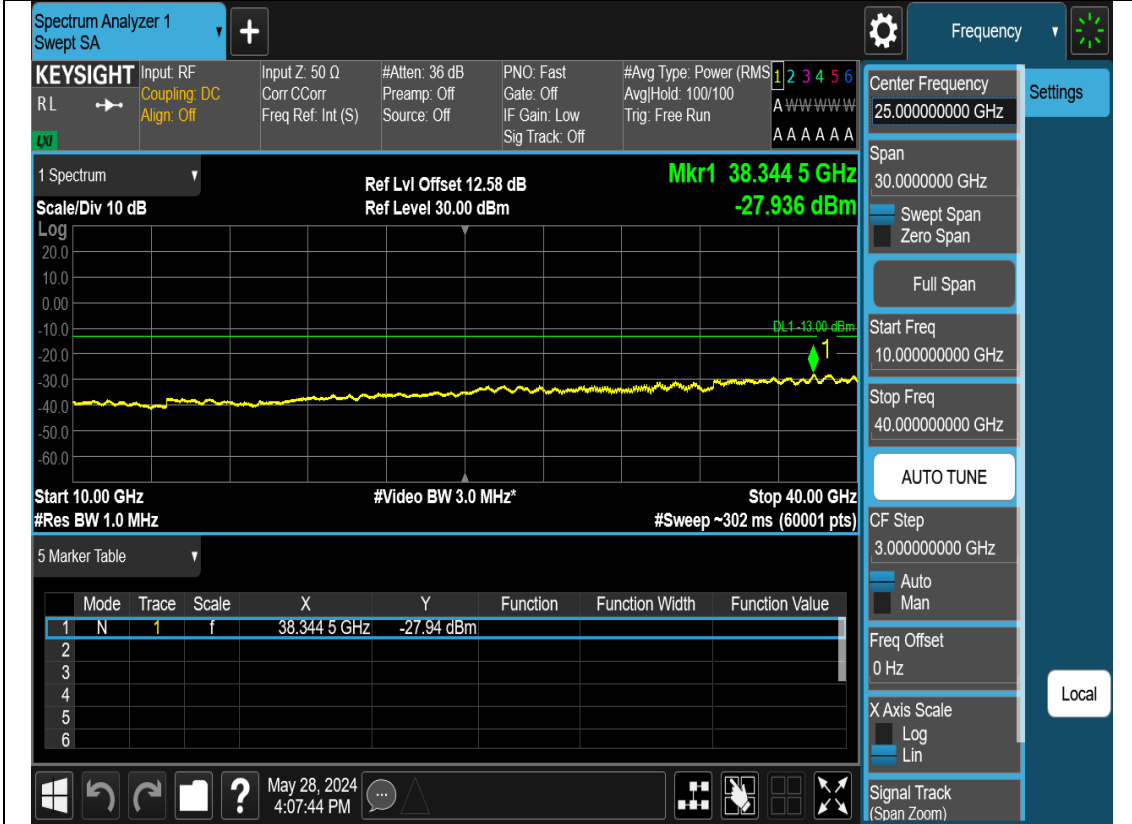 Spectrum Analyzer 1
Swept SA
+
Frequency
KEYSIGHT
RL
LXI
Input: RF
Coupling: DC
Align: Off
Input Z: 50 Ω
Corr CCorr
Freq Ref: Int (S)
#Atten: 36 dB
Preamp: Off
Source: Off
PNO: Fast
Gate: Off
IF Gain: Low
Sig Track: Off
#Avg Type: Power (RMS
Avg|Hold: 100/100
Trig: Free Run
1 2 3 4 5 6
A W W W W W
A A A A A A
1 Spectrum
Scale/Div 10 dB
Ref Lvl Offset 12.58 dB
Ref Level 30.00 dBm
Mkr1 38.344 5 GHz
-27.936 dBm
Log
20.0
10.0
0.00
-10.0
-20.0
-30.0
-40.0
-50.0
-60.0
DL1 -13.00 dBm
1
Start 10.00 GHz
#Video BW 3.0 MHz*
Stop 40.00 GHz
#Res BW 1.0 MHz
#Sweep ~302 ms (60001 pts)
5 Marker Table
Mode Trace Scale X Y Function Function Width Function Value
1 N 1 f 38.344 5 GHz -27.94 dBm
2
3
4
5
6
May 28, 2024
4:07:44 PM
?
Center Frequency
25.000000000 GHz
Settings
Span
30.0000000 GHz
Swept Span
Zero Span
Full Span
Start Freq
10.000000000 GHz
Stop Freq
40.000000000 GHz
AUTO TUNE
CF Step
3.000000000 GHz
Auto
Man
Freq Offset
0 Hz
Local
X Axis Scale
Log
Lin
Signal Track
(Span Zoom)